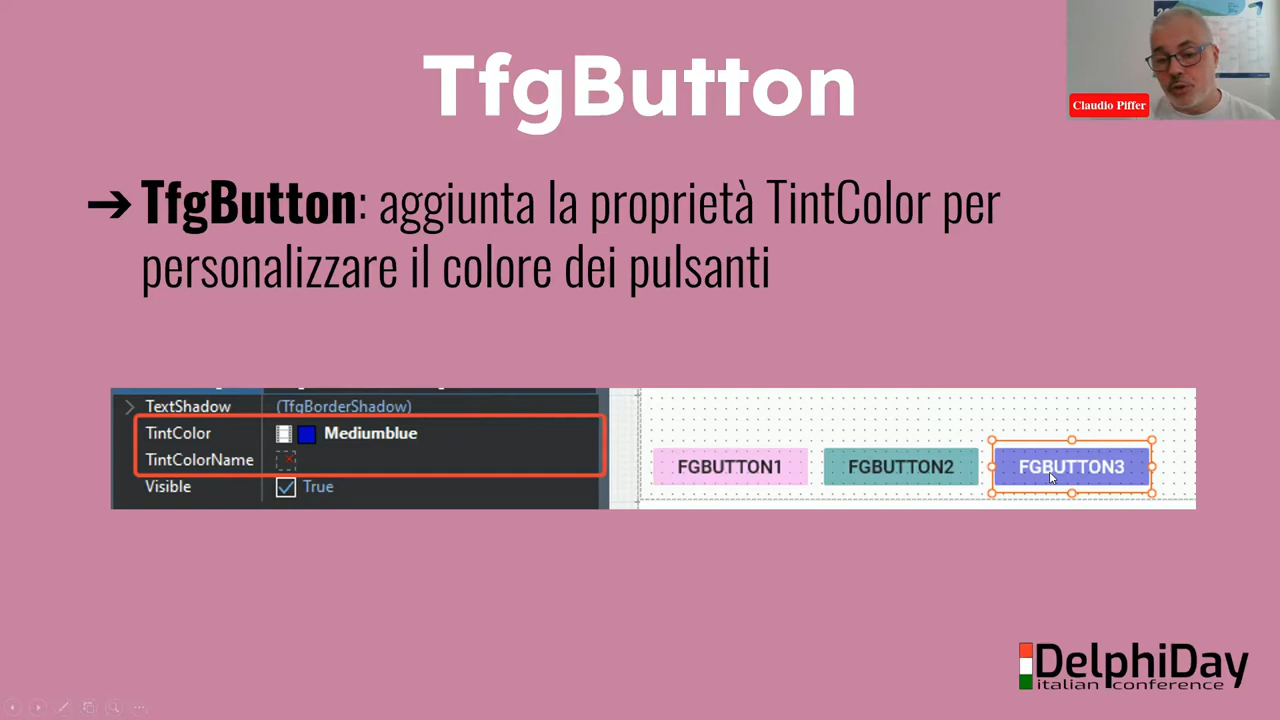 TfgButton
Claudio Piffer
➔ TfgButton: aggiunta la proprietà TintColor per
personalizzare il colore dei pulsanti
TextShadow (TfgBorderShadow)
TintColor Mediumblue
TintColorName
Visible True
FGBUTTON1 FGBUTTON2 FGBUTTON3
DelphiDay
italian conference